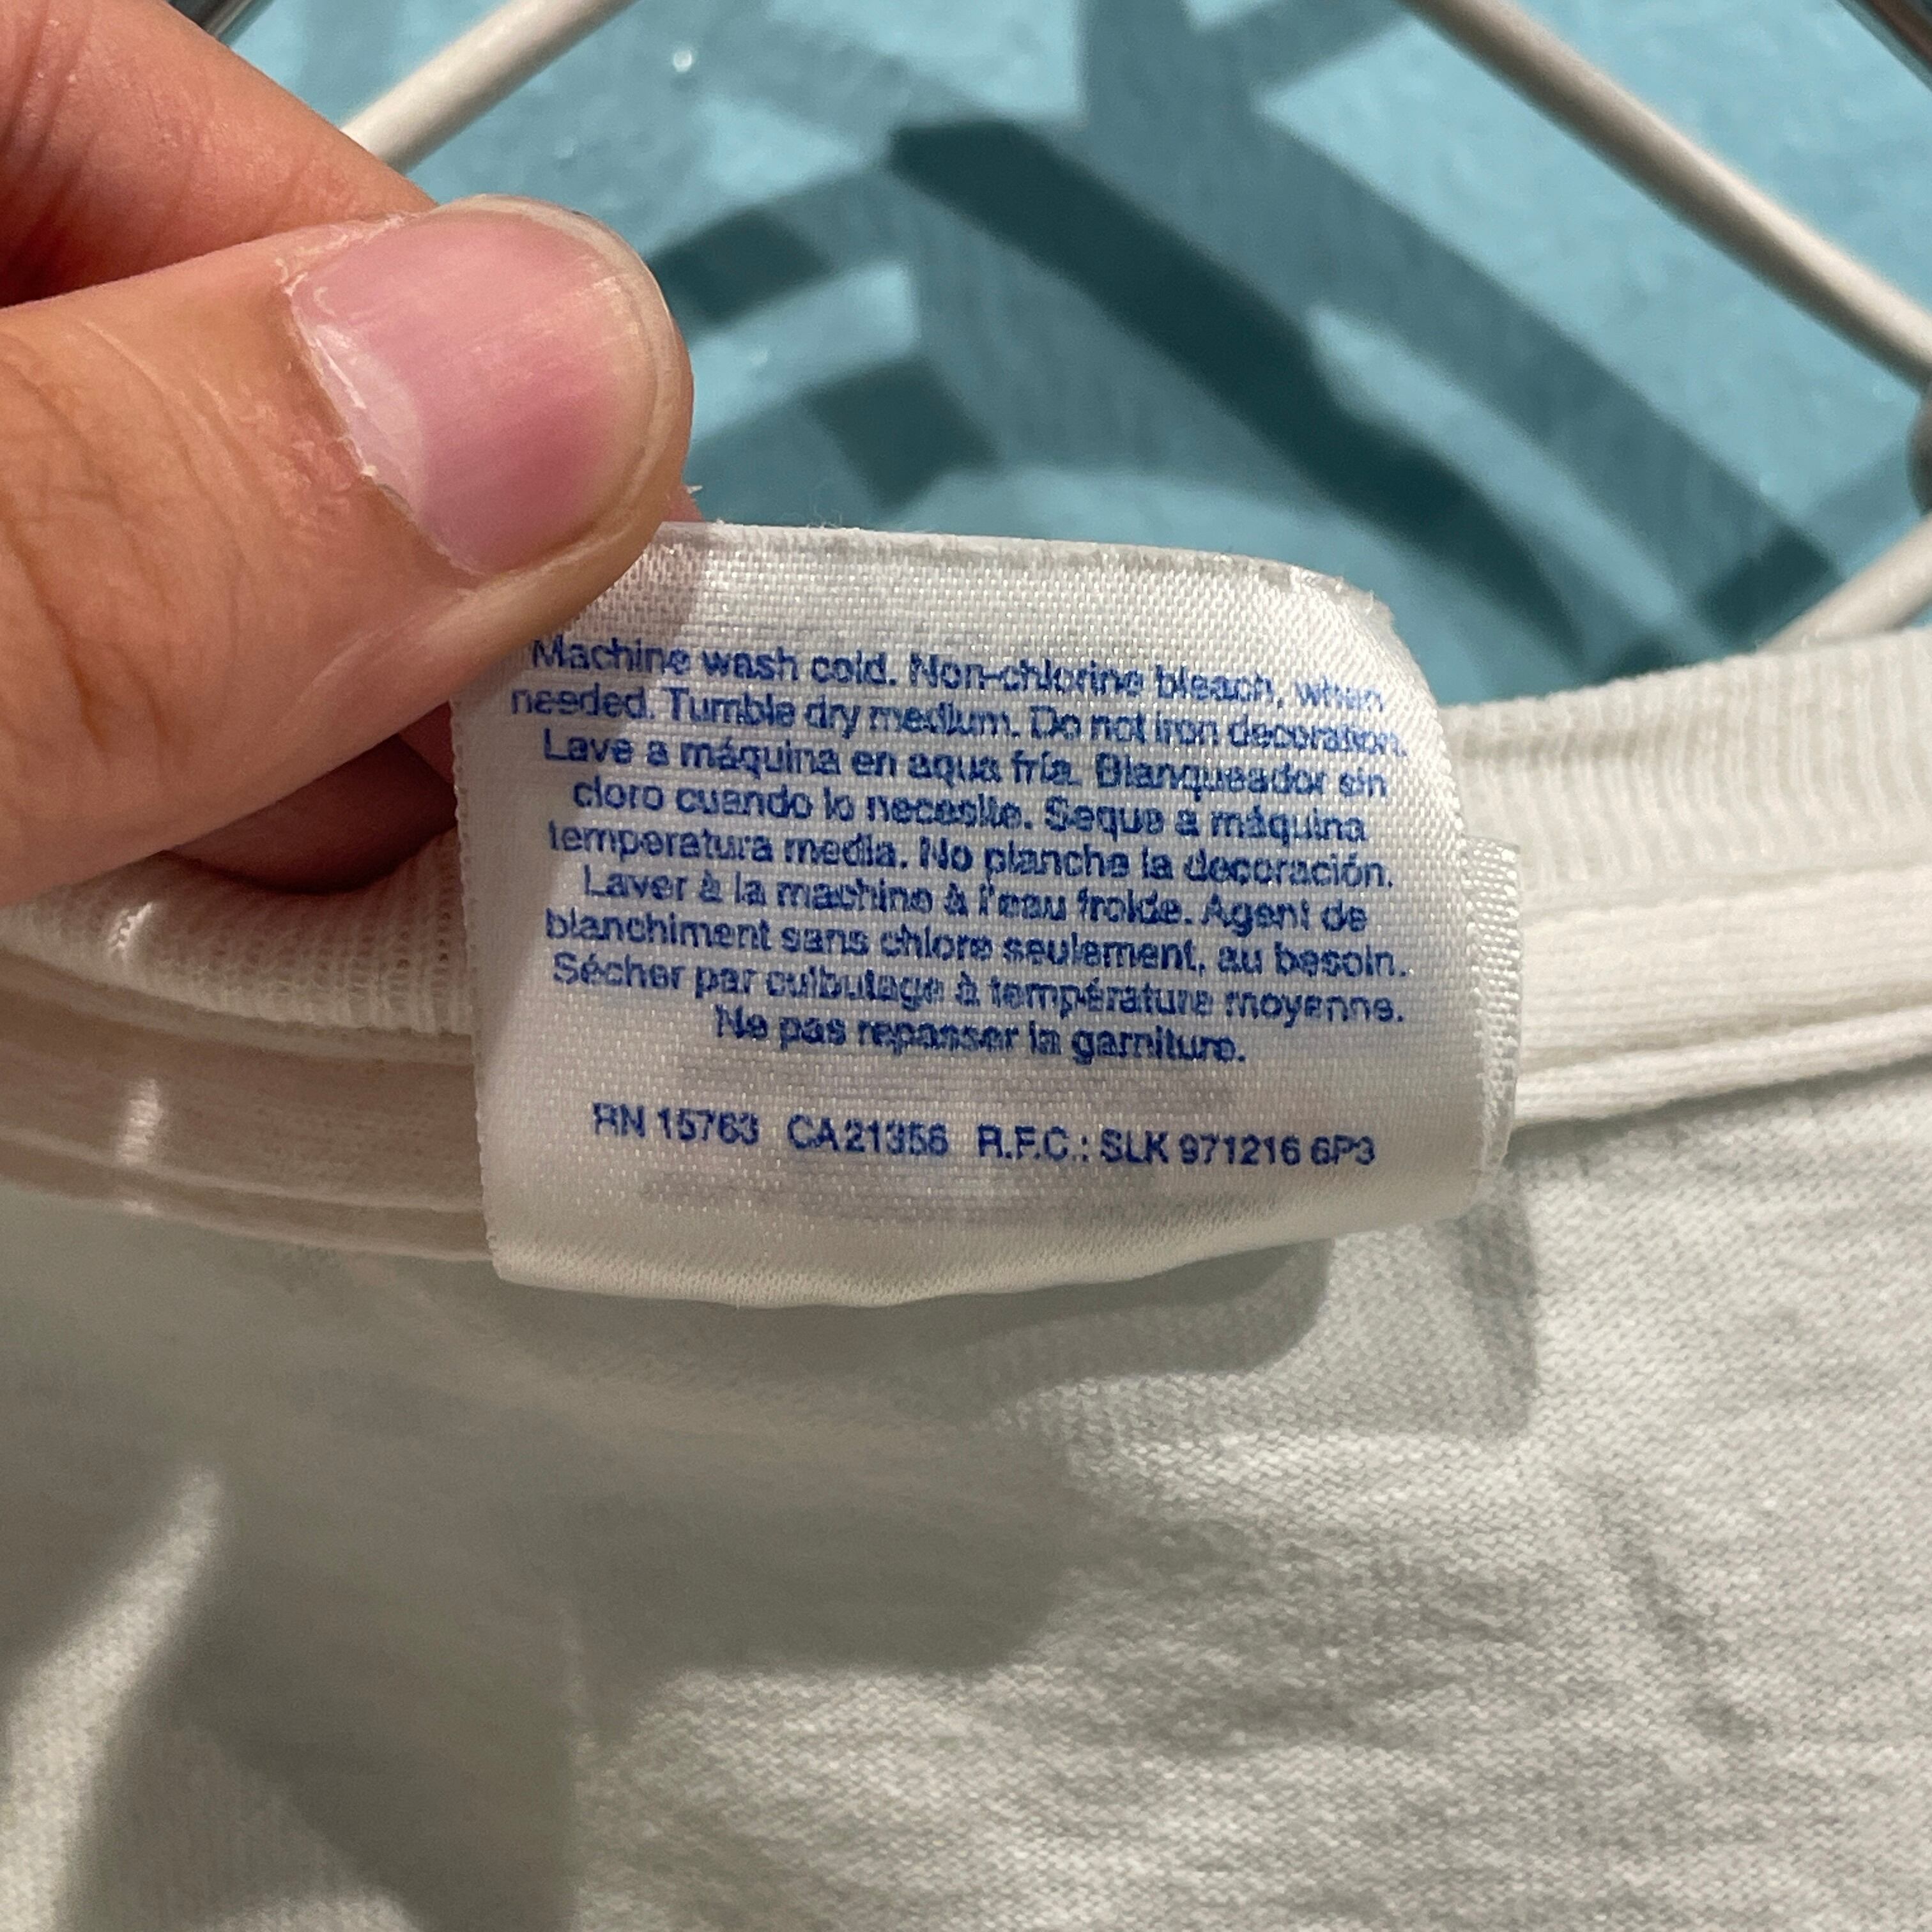 Machine wash cold. Non-chlorine bleach, when
needed. Tumble dry medium. Do not iron decoration.
Lave a máquina en aqua fría. Blanqueador sin
cloro cuando lo necesite. Seque a máquina
temperatura media. No planche la decoración.
Laver à la machine à l'eau froide. Agent de
blanchiment sans chlore seulement, au besoin.
Sécher par culbutage à température moyenne.
Ne pas repasser la garniture.
RN 15763 CA 21356 R.F.C.: SLK 971216 6P3